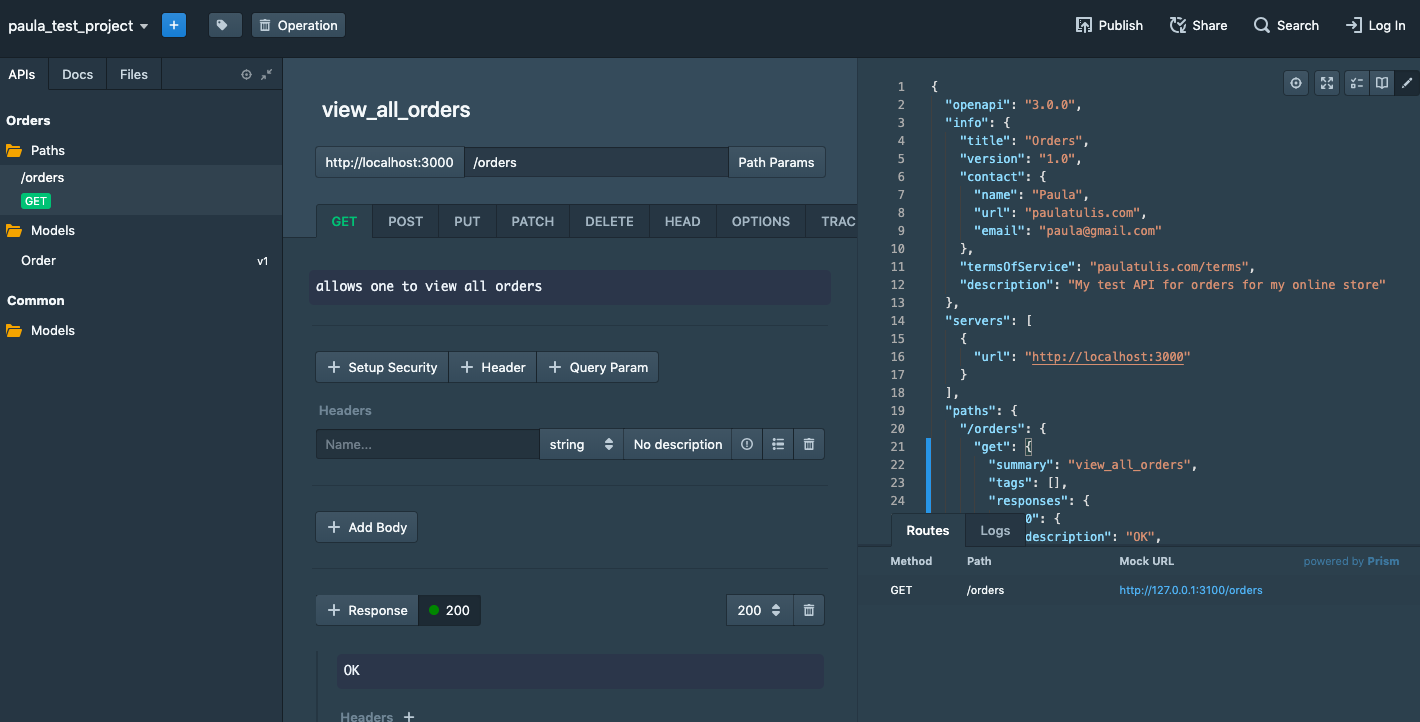 paula_test_project
+
Operation
Publish
Share
Search
Log In
APIs
Docs
Files
Orders
Paths
/orders
GET
Models
Order
v1
Common
Models
view_all_orders
http://localhost:3000
/orders
Path Params
GET
POST
PUT
PATCH
DELETE
HEAD
OPTIONS
TRAC
allows one to view all orders
+ Setup Security
+ Header
+ Query Param
Headers
Name...
string
No description
+ Add Body
+ Response
200
200
OK
Headers +
1 {
2 "openapi": "3.0.0",
3 "info": {
4 "title": "Orders",
5 "version": "1.0",
6 "contact": {
7 "name": "Paula",
8 "url": "paulatulis.com",
9 "email": "paula@gmail.com"
10 },
11 "termsOfService": "paulatulis.com/terms",
12 "description": "My test API for orders for my online store"
13 },
14 "servers": [
15 {
16 "url": "http://localhost:3000"
17 }
18 ],
19 "paths": {
20 "/orders": {
21 "get": {
22 "summary": "view_all_orders",
23 "tags": [],
24 "responses": {
0": {
description": "OK",
Routes
Logs
Method Path Mock URL powered by Prism
GET /orders http://127.0.0.1:3100/orders